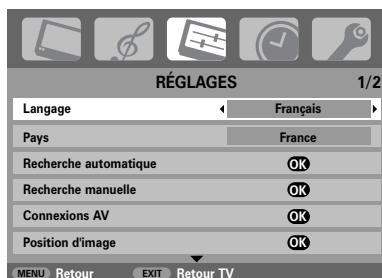 RÉGLAGES 1/2
Langage Français
Pays France
Recherche automatique OK
Recherche manuelle OK
Connexions AV OK
Position d'image OK
MENU Retour EXIT Retour TV